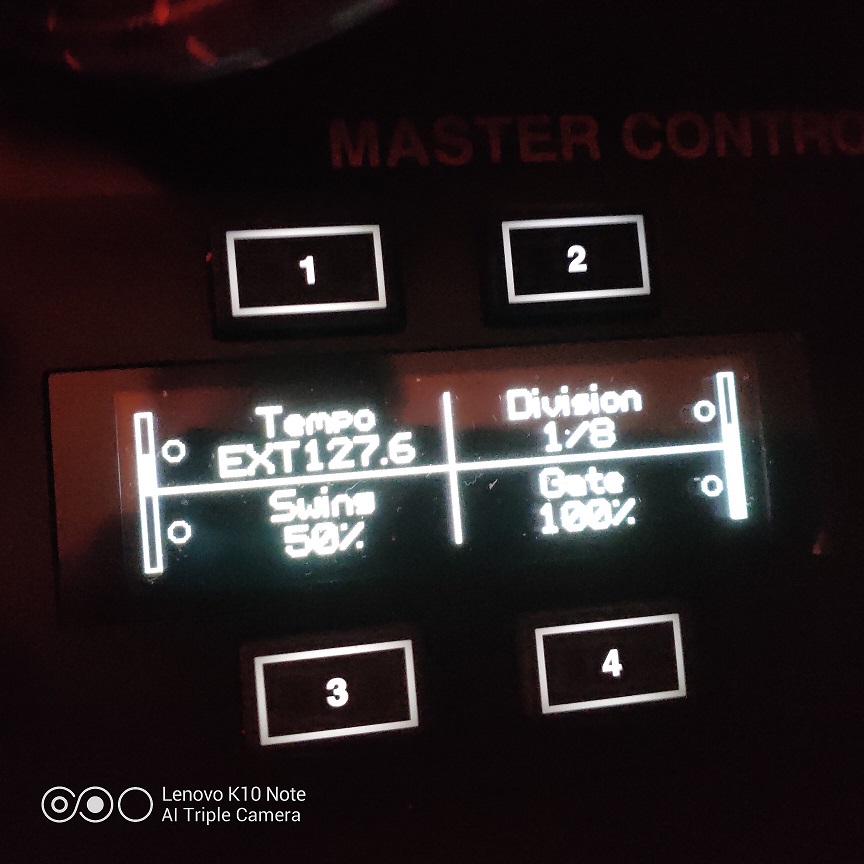 MASTER CONTRO
1
2
Tempo
EXT127.6
Division
1/8
Swing
50%
Gate
100%
3
4
Lenovo K10 Note
AI Triple Camera